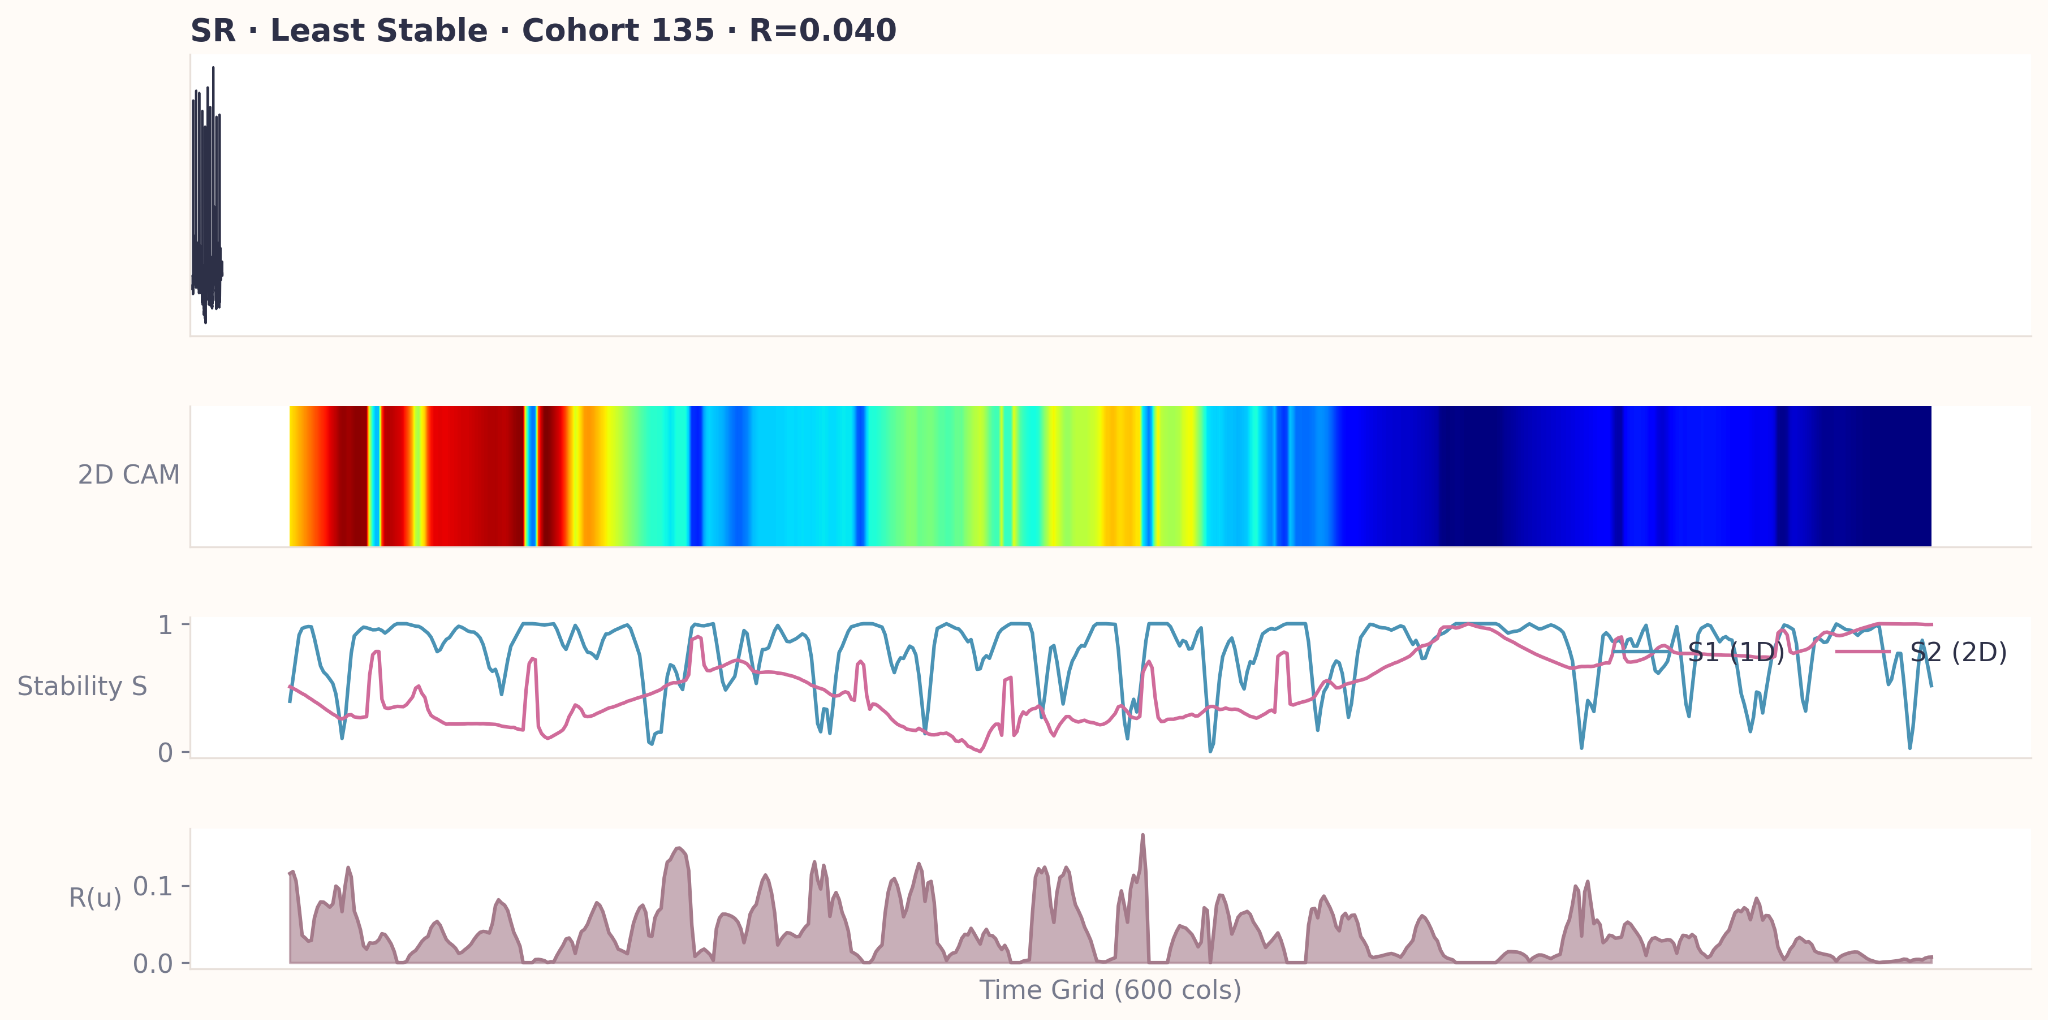 SR · Least Stable · Cohort 135 · R=0.040
2D CAM
1
Stability S
0
S1 (1D)
S2 (2D)
R(u)
0.1
0.0
Time Grid (600 cols)